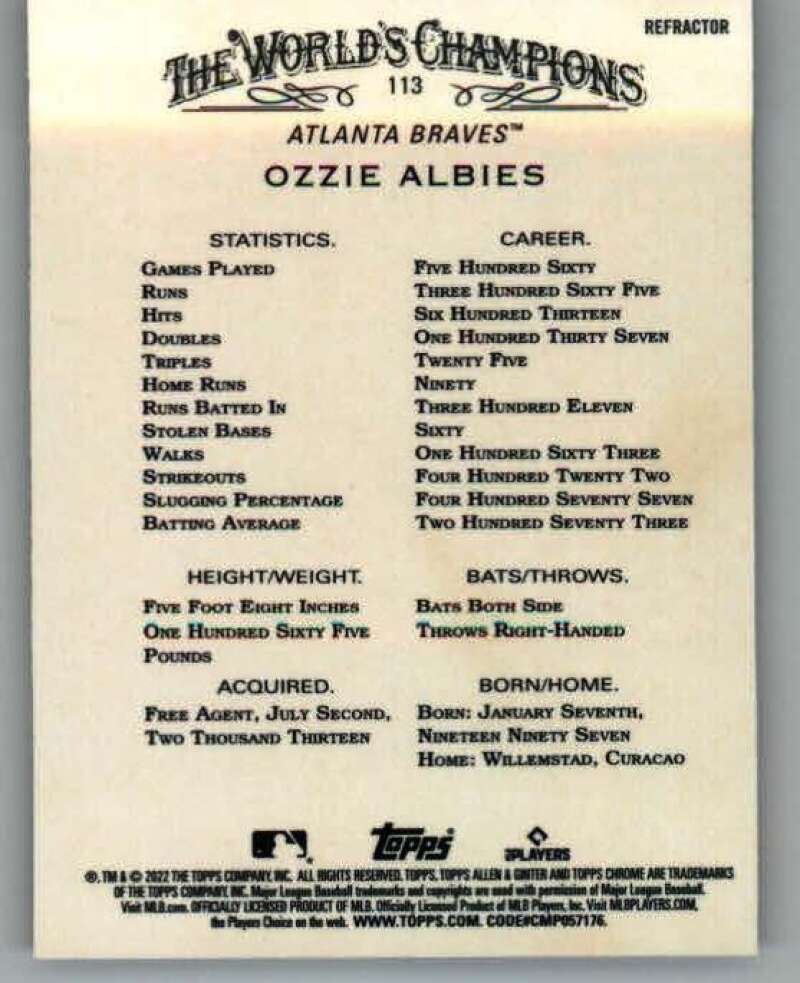 REFRACTOR
THE WORLD'S CHAMPIONS
113
ATLANTA BRAVES™
OZZIE ALBIES
STATISTICS. CAREER.
GAMES PLAYED FIVE HUNDRED SIXTY
RUNS THREE HUNDRED SIXTY FIVE
HITS SIX HUNDRED THIRTEEN
DOUBLES ONE HUNDRED THIRTY SEVEN
TRIPLES TWENTY FIVE
HOME RUNS NINETY
RUNS BATTED IN THREE HUNDRED ELEVEN
STOLEN BASES SIXTY
WALKS ONE HUNDRED SIXTY THREE
STRIKEOUTS FOUR HUNDRED TWENTY TWO
SLUGGING PERCENTAGE FOUR HUNDRED SEVENTY SEVEN
BATTING AVERAGE TWO HUNDRED SEVENTY THREE
HEIGHT/WEIGHT. BATS/THROWS.
FIVE FOOT EIGHT INCHES BATS BOTH SIDE
ONE HUNDRED SIXTY FIVE THROWS RIGHT-HANDED
POUNDS
ACQUIRED. BORN/HOME.
FREE AGENT, JULY SECOND, BORN: JANUARY SEVENTH,
TWO THOUSAND THIRTEEN NINETEEN NINETY SEVEN
HOME: WILLEMSTAD, CURACAO
topps PLAYERS
®, TM & © 2022 THE TOPPS COMPANY, INC. ALL RIGHTS RESERVED. TOPPS, TOPPS ALLEN & GINTER AND TOPPS CHROME ARE TRADEMARKS
OF THE TOPPS COMPANY, INC. Major League Baseball trademarks and copyrights are used with permission of Major League Baseball.
Visit MLB.com. OFFICIALLY LICENSED PRODUCT OF MLB. Officially Licensed Product of MLB Players, Inc. Visit MLBPLAYERS.COM,
the Players Choice on the web. WWW.TOPPS.COM. CODE#CMP057176.